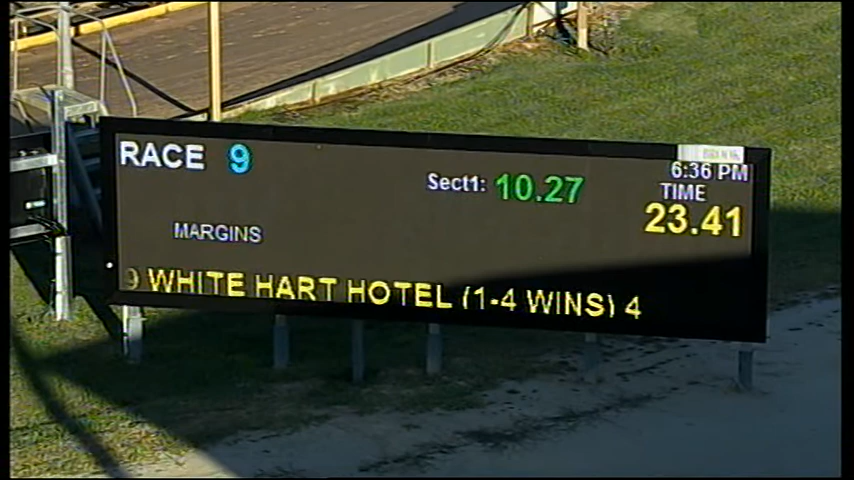 RACE 9
6:36 PM
Sect1: 10.27
TIME
23.41
MARGINS
9 WHITE HART HOTEL (1-4 WINS) 4